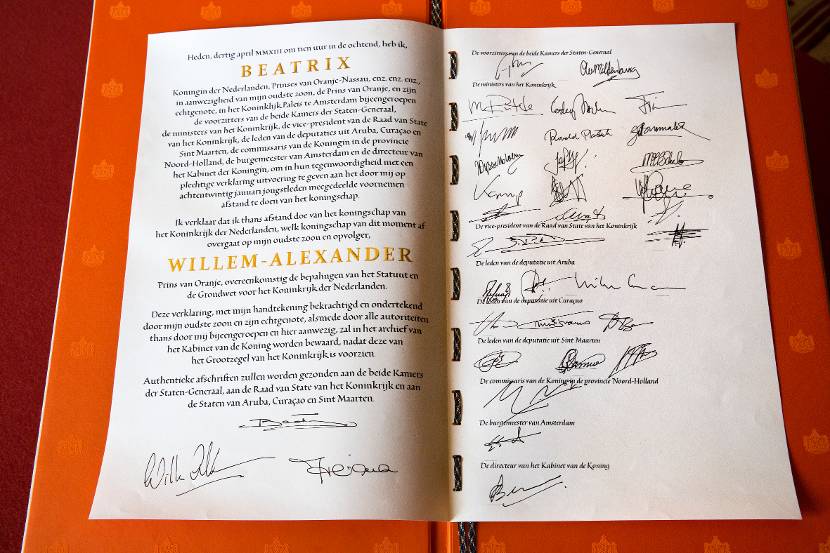 Heden, dertig april MMXIII om tien uur in de ochtend, heb ik,
BEATRIX
Koningin der Nederlanden, Prinses van Oranje-Nassau, enz. enz. enz.,
in aanwezigheid van mijn oudste zoon, de Prins van Oranje, en zijn
echtgenote, in het Koninklijk Paleis te Amsterdam bijeengeroepen
de voorzitters van de beide Kamers der Staten-Generaal,
de ministers van het Koninkrijk, de vice-president van de Raad van State
van het Koninkrijk, de leden van de deputaties uit Aruba, Curaçao en
Sint Maarten, de commissaris van de Koningin in de provincie
Noord-Holland, de burgemeester van Amsterdam en de directeur van
het Kabinet der Koningin, om in hun tegenwoordigheid met een
plechtige verklaring uitvoering te geven aan het door mij op
achtentwintig januari jongstleden meegedeelde voornemen
afstand te doen van het koningschap.
Ik verklaar dat ik thans afstand doe van het koningschap van
het Koninkrijk der Nederlanden, welk koningschap van dit moment af
overgaat op mijn oudste zoon en opvolger,
WILLEM-ALEXANDER
Prins van Oranje, overeenkomstig de bepalingen van het Statuut en
de Grondwet voor het Koninkrijk der Nederlanden.
Deze verklaring, met mijn handtekening bekrachtigd en ondertekend
door mijn oudste zoon en zijn echtgenote, alsmede door alle autoriteiten
thans door mij bijeengeroepen en hier aanwezig, zal in het archief van
het Kabinet van de Koning worden bewaard, nadat deze van
het Grootzegel van het Koninkrijk is voorzien.
Authentieke afschriften zullen worden gezonden aan de beide Kamers
der Staten-Generaal, aan de Raad van State van het Koninkrijk en aan
de Staten van Aruba, Curaçao en Sint Maarten.
De voorzitters van de beide Kamers der Staten-Generaal
De ministers van het Koninkrijk
De vice-president van de Raad van State van het Koninkrijk
De leden van de deputatie uit Aruba
De leden van de deputatie uit Curaçao
De leden van de deputatie uit Sint Maarten
De commissaris van de Koningin in de provincie Noord-Holland
De burgemeester van Amsterdam
De directeur van het Kabinet van de Koning